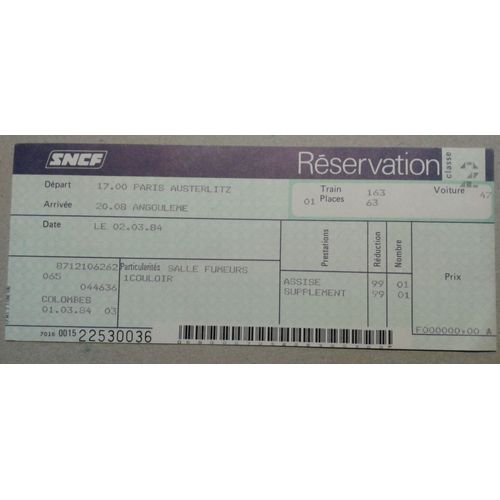 SNCF Réservation classe 2
Départ 17.00 PARIS AUSTERLITZ Train 163 Voiture 47
Arrivée 20.08 ANGOULEME 01 Places 63
Date LE 02.03.84 Prestations Réduction Nombre Prix
8712106262 Particularités SALLE FUMEURS
065 1COULOIR ASSISE 99 01
044636 SUPPLEMENT 99 01
COLOMBES
01.03.84 03
7016 0015 22530036 F000000.00 A